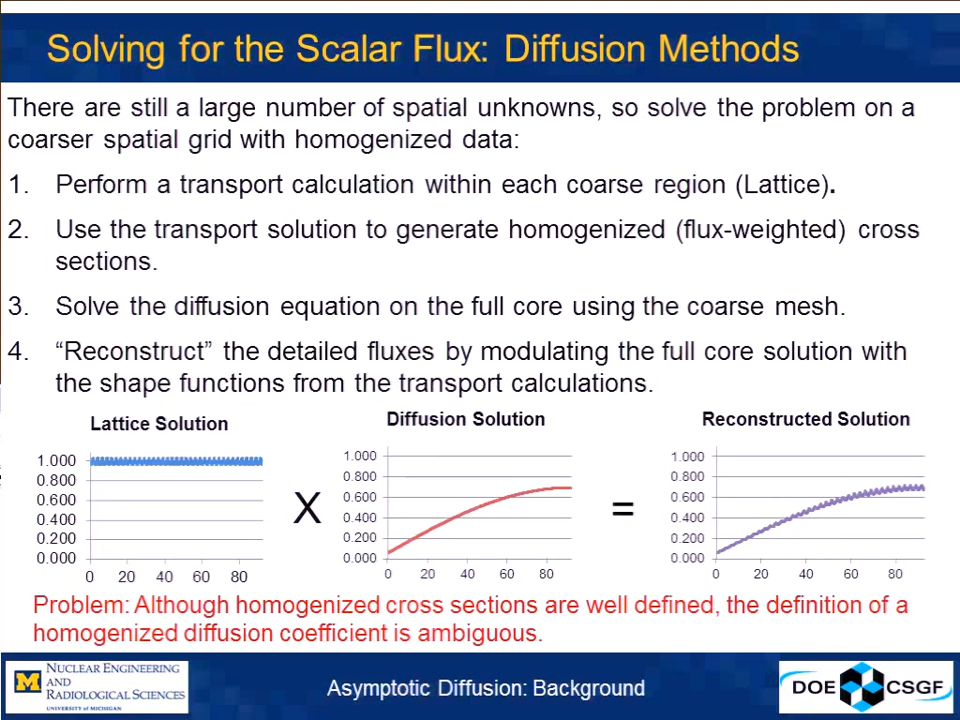 Solving for the Scalar Flux: Diffusion Methods
There are still a large number of spatial unknowns, so solve the problem on a
coarser spatial grid with homogenized data:
1. Perform a transport calculation within each coarse region (Lattice).
2. Use the transport solution to generate homogenized (flux-weighted) cross
sections.
3. Solve the diffusion equation on the full core using the coarse mesh.
4. “Reconstruct” the detailed fluxes by modulating the full core solution with
the shape functions from the transport calculations.
Lattice Solution
1.000
0.800
0.600
0.400
0.200
0.000
0 20 40 60 80
X
Diffusion Solution
1.000
0.800
0.600
0.400
0.200
0.000
0 20 40 60 80
=
Reconstructed Solution
1.000
0.800
0.600
0.400
0.200
0.000
0 20 40 60 80
Problem: Although homogenized cross sections are well defined, the definition of a
homogenized diffusion coefficient is ambiguous.
M
NUCLEAR ENGINEERING
AND
RADIOLOGICAL SCIENCES
UNIVERSITY of MICHIGAN
Asymptotic Diffusion: Background
DOE CSGF